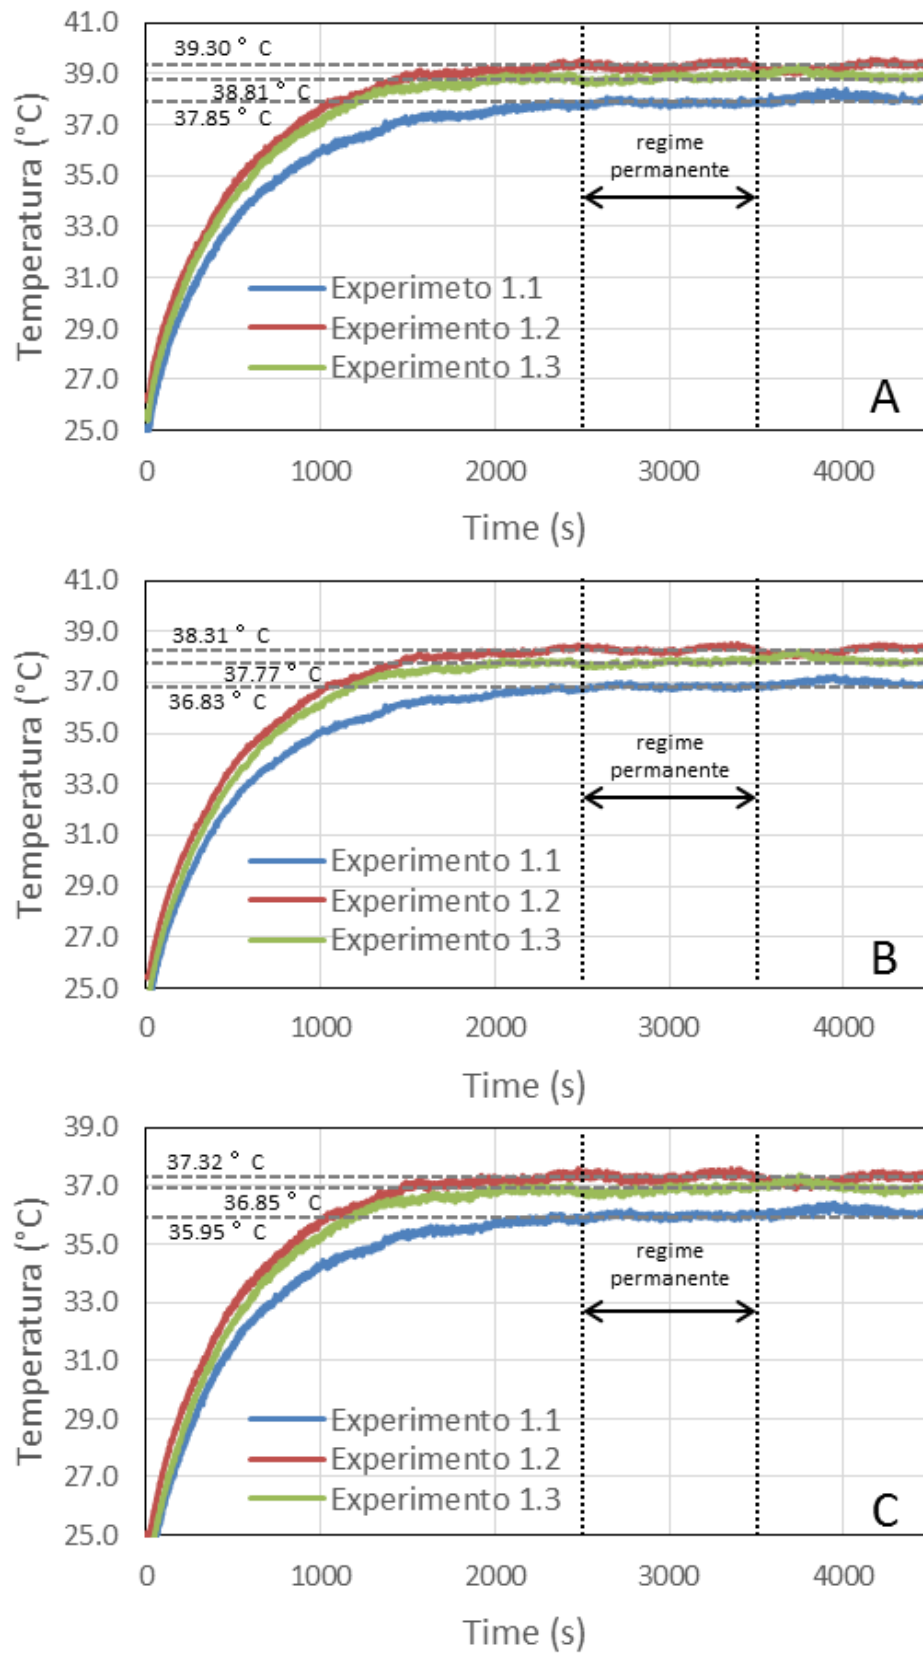 41.0
39.30 ° C
39.0
38.81 ° C
37.85 ° C
37.0
regime
permanente
35.0
33.0
31.0
Experimeto 1.1
Experimento 1.2
29.0
Experimento 1.3
27.0
A
25.0
0 1000 2000 3000 4000
Time (s)
Temperatura (°C)
41.0
39.0
38.31 ° C
37.77 ° C
37.0
36.83 ° C
regime
permanente
35.0
33.0
31.0
Experimento 1.1
29.0
Experimento 1.2
27.0
Experimento 1.3
B
25.0
0 1000 2000 3000 4000
Time (s)
Temperatura (°C)
39.0
37.32 ° C
37.0
36.85 ° C
35.95 ° C
35.0
regime
permanente
33.0
31.0
29.0
Experimento 1.1
Experimento 1.2
27.0
Experimento 1.3
C
25.0
0 1000 2000 3000 4000
Time (s)
Temperatura (°C)